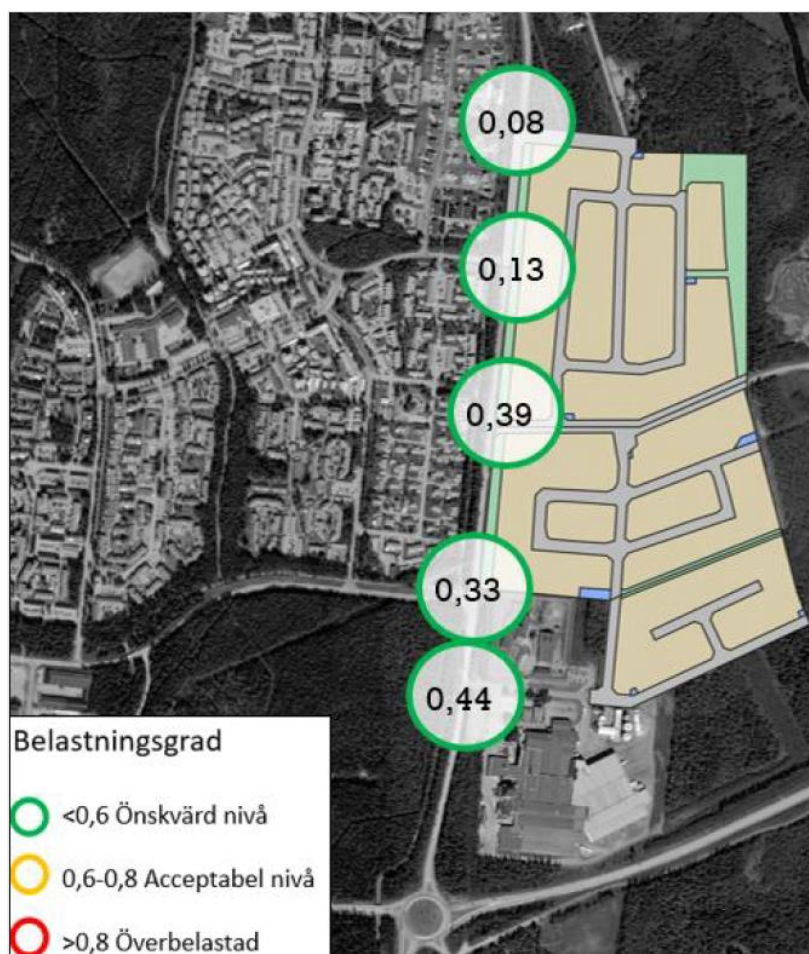 0,08
0,13
0,39
0,33
0,44
Belastningsgrad
<0,6 Önskvärd nivå
0,6-0,8 Acceptabel nivå
>0,8 Överbelastad